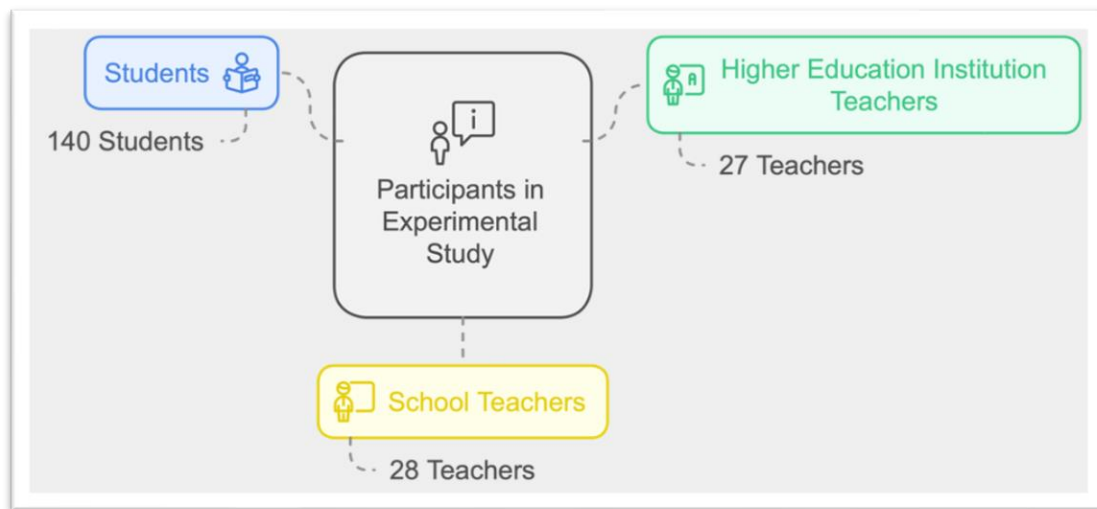 Students
140 Students
Participants in
Experimental
Study
Higher Education Institution
Teachers
27 Teachers
School Teachers
28 Teachers